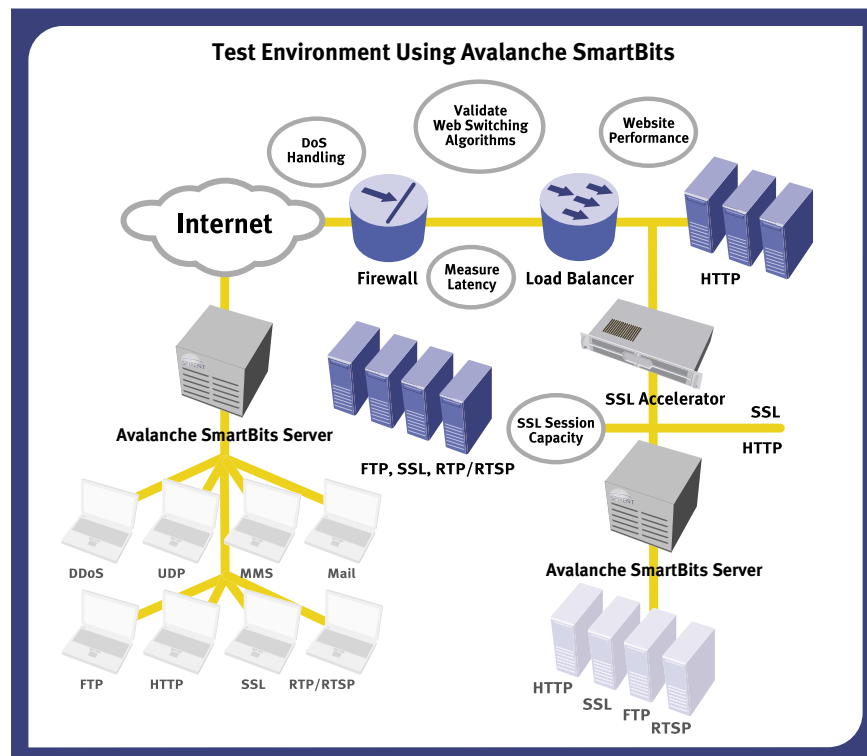 Test Environment Using Avalanche SmartBits
Validate
Web Switching
Algorithms
Website
Performance
DoS
Handling
Internet
Firewall
Measure
Latency
Load Balancer
HTTP
SPIRENT
SSL Accelerator
Avalanche SmartBits Server
SSL Session
Capacity
SSL
HTTP
FTP, SSL, RTP/RTSP
SPIRENT
DDoS
UDP
MMS
Mail
Avalanche SmartBits Server
FTP
HTTP
SSL
RTP/RTSP
HTTP
SSL
FTP
RTSP